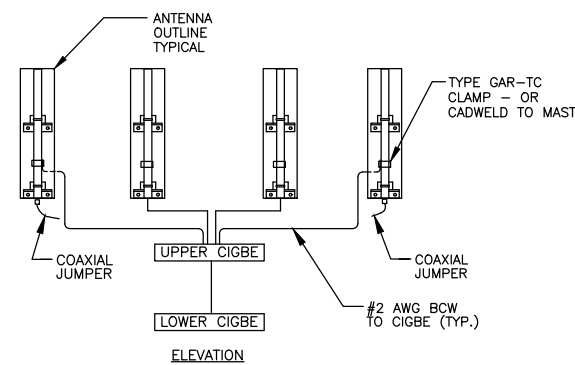 ANTENNA
OUTLINE
TYPICAL
TYPE GAR-TC
CLAMP - OR
CADWELD TO MAST
COAXIAL
JUMPER
UPPER CIGBE
COAXIAL
JUMPER
#2 AWG BCW
TO CIGBE (TYP.)
LOWER CIGBE
ELEVATION